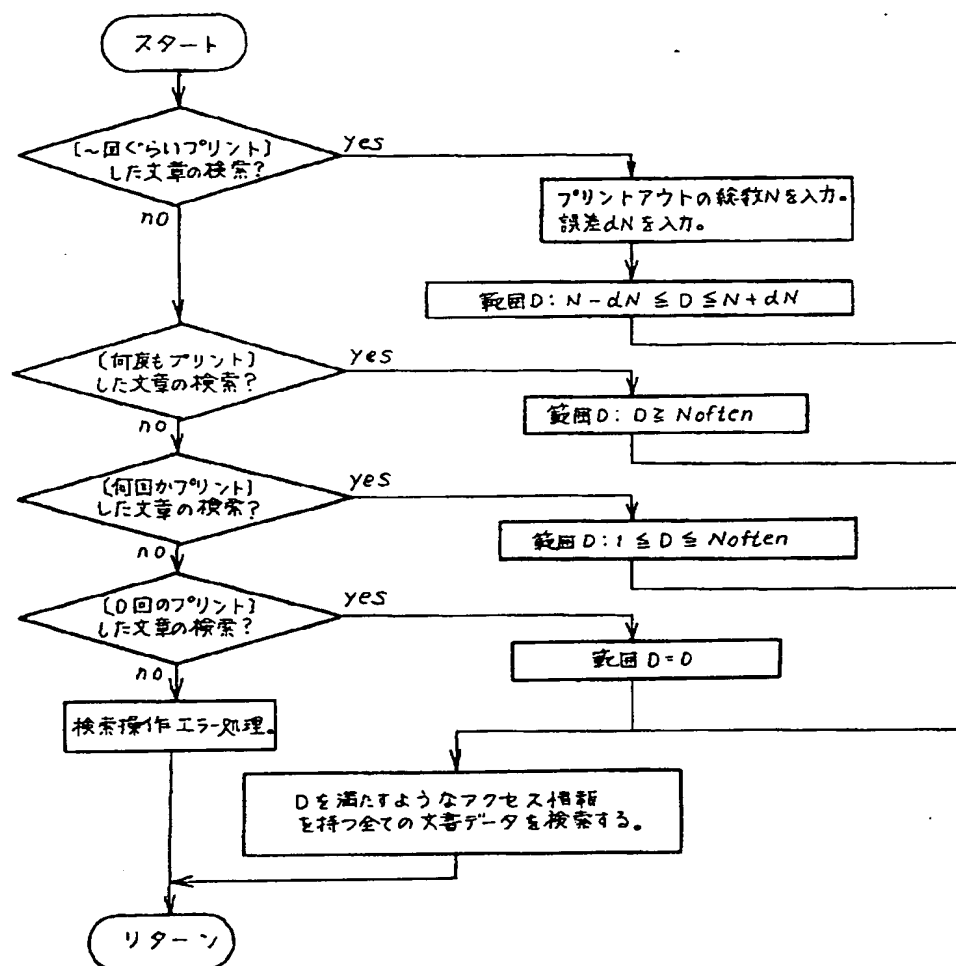 スタート
〔〜回ぐらいプリント〕
した文章の検索?
yes
no
プリントアウトの総数Nを入力。
誤差dNを入力。
範囲D: N-dN≦D≦N+dN
〔何度もプリント〕
した文章の検索?
yes
no
範囲D: D≧Noften
〔何回かプリント〕
した文章の検索?
yes
no
範囲D: 1≦D≦Noften
〔0回のプリント〕
した文章の検索?
yes
no
範囲D=0
検索操作エラー処理。
Dを満たすようなアクセス情報
を持つ全ての文書データを検索する。
リターン